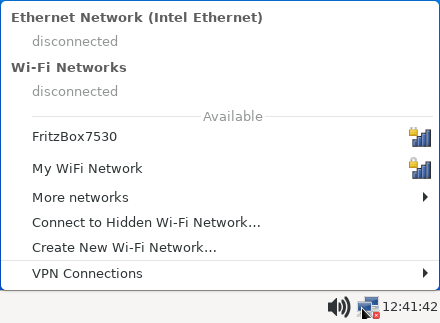 Ethernet Network (Intel Ethernet)
disconnected
Wi-Fi Networks
disconnected
Available
FritzBox7530
My WiFi Network
More networks
Connect to Hidden Wi-Fi Network...
Create New Wi-Fi Network...
VPN Connections
12:41:42